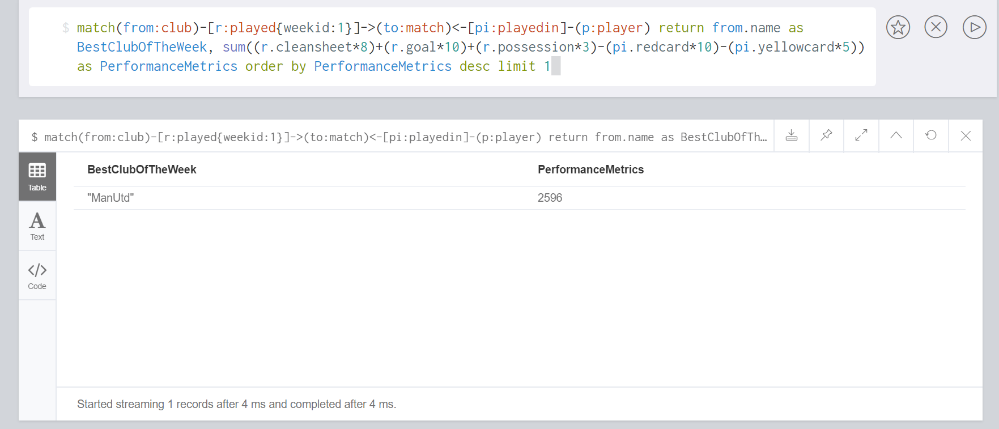 $ match(from:club)-[r:played{weekid:1}]->(to:match)<-[pi:playedin]-(p:player) return from.name as
BestClubOfTheWeek, sum((r.cleansheet*8)+(r.goal*10)+(r.possession*3)-(pi.redcard*10)-(pi.yellowcard*5))
as PerformanceMetrics order by PerformanceMetrics desc limit 1
$ match(from:club)-[r:played{weekid:1}]->(to:match)<-[pi:playedin]-(p:player) return from.name as BestClubOfTh…
Table
BestClubOfTheWeek PerformanceMetrics
"ManUtd" 2596
A
Text
</>
Code
Started streaming 1 records after 4 ms and completed after 4 ms.